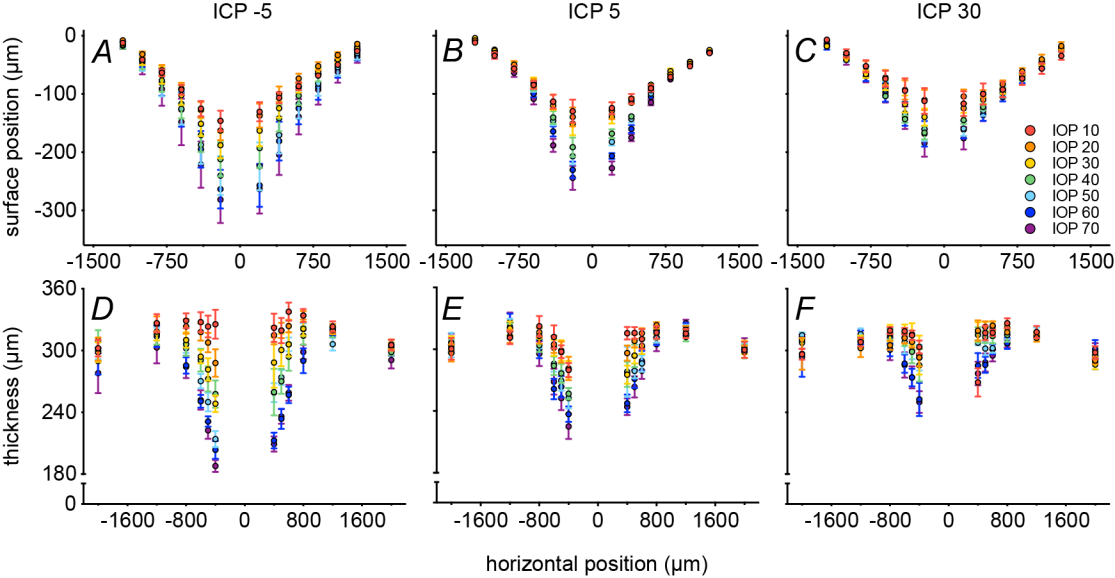 ICP -5 ICP 5 ICP 30
surface position (µm)
A B C
0
-100
-200
-300
IOP 10
IOP 20
IOP 30
IOP 40
IOP 50
IOP 60
IOP 70
-1500 -750 0 750 1500 -1500 -750 0 750 1500 -1500 -750 0 750 1500
thickness (µm)
D E F
360
300
240
180
0
-1600 -800 0 800 1600 -1600 -800 0 800 1600 -1600 -800 0 800 1600
horizontal position (µm)